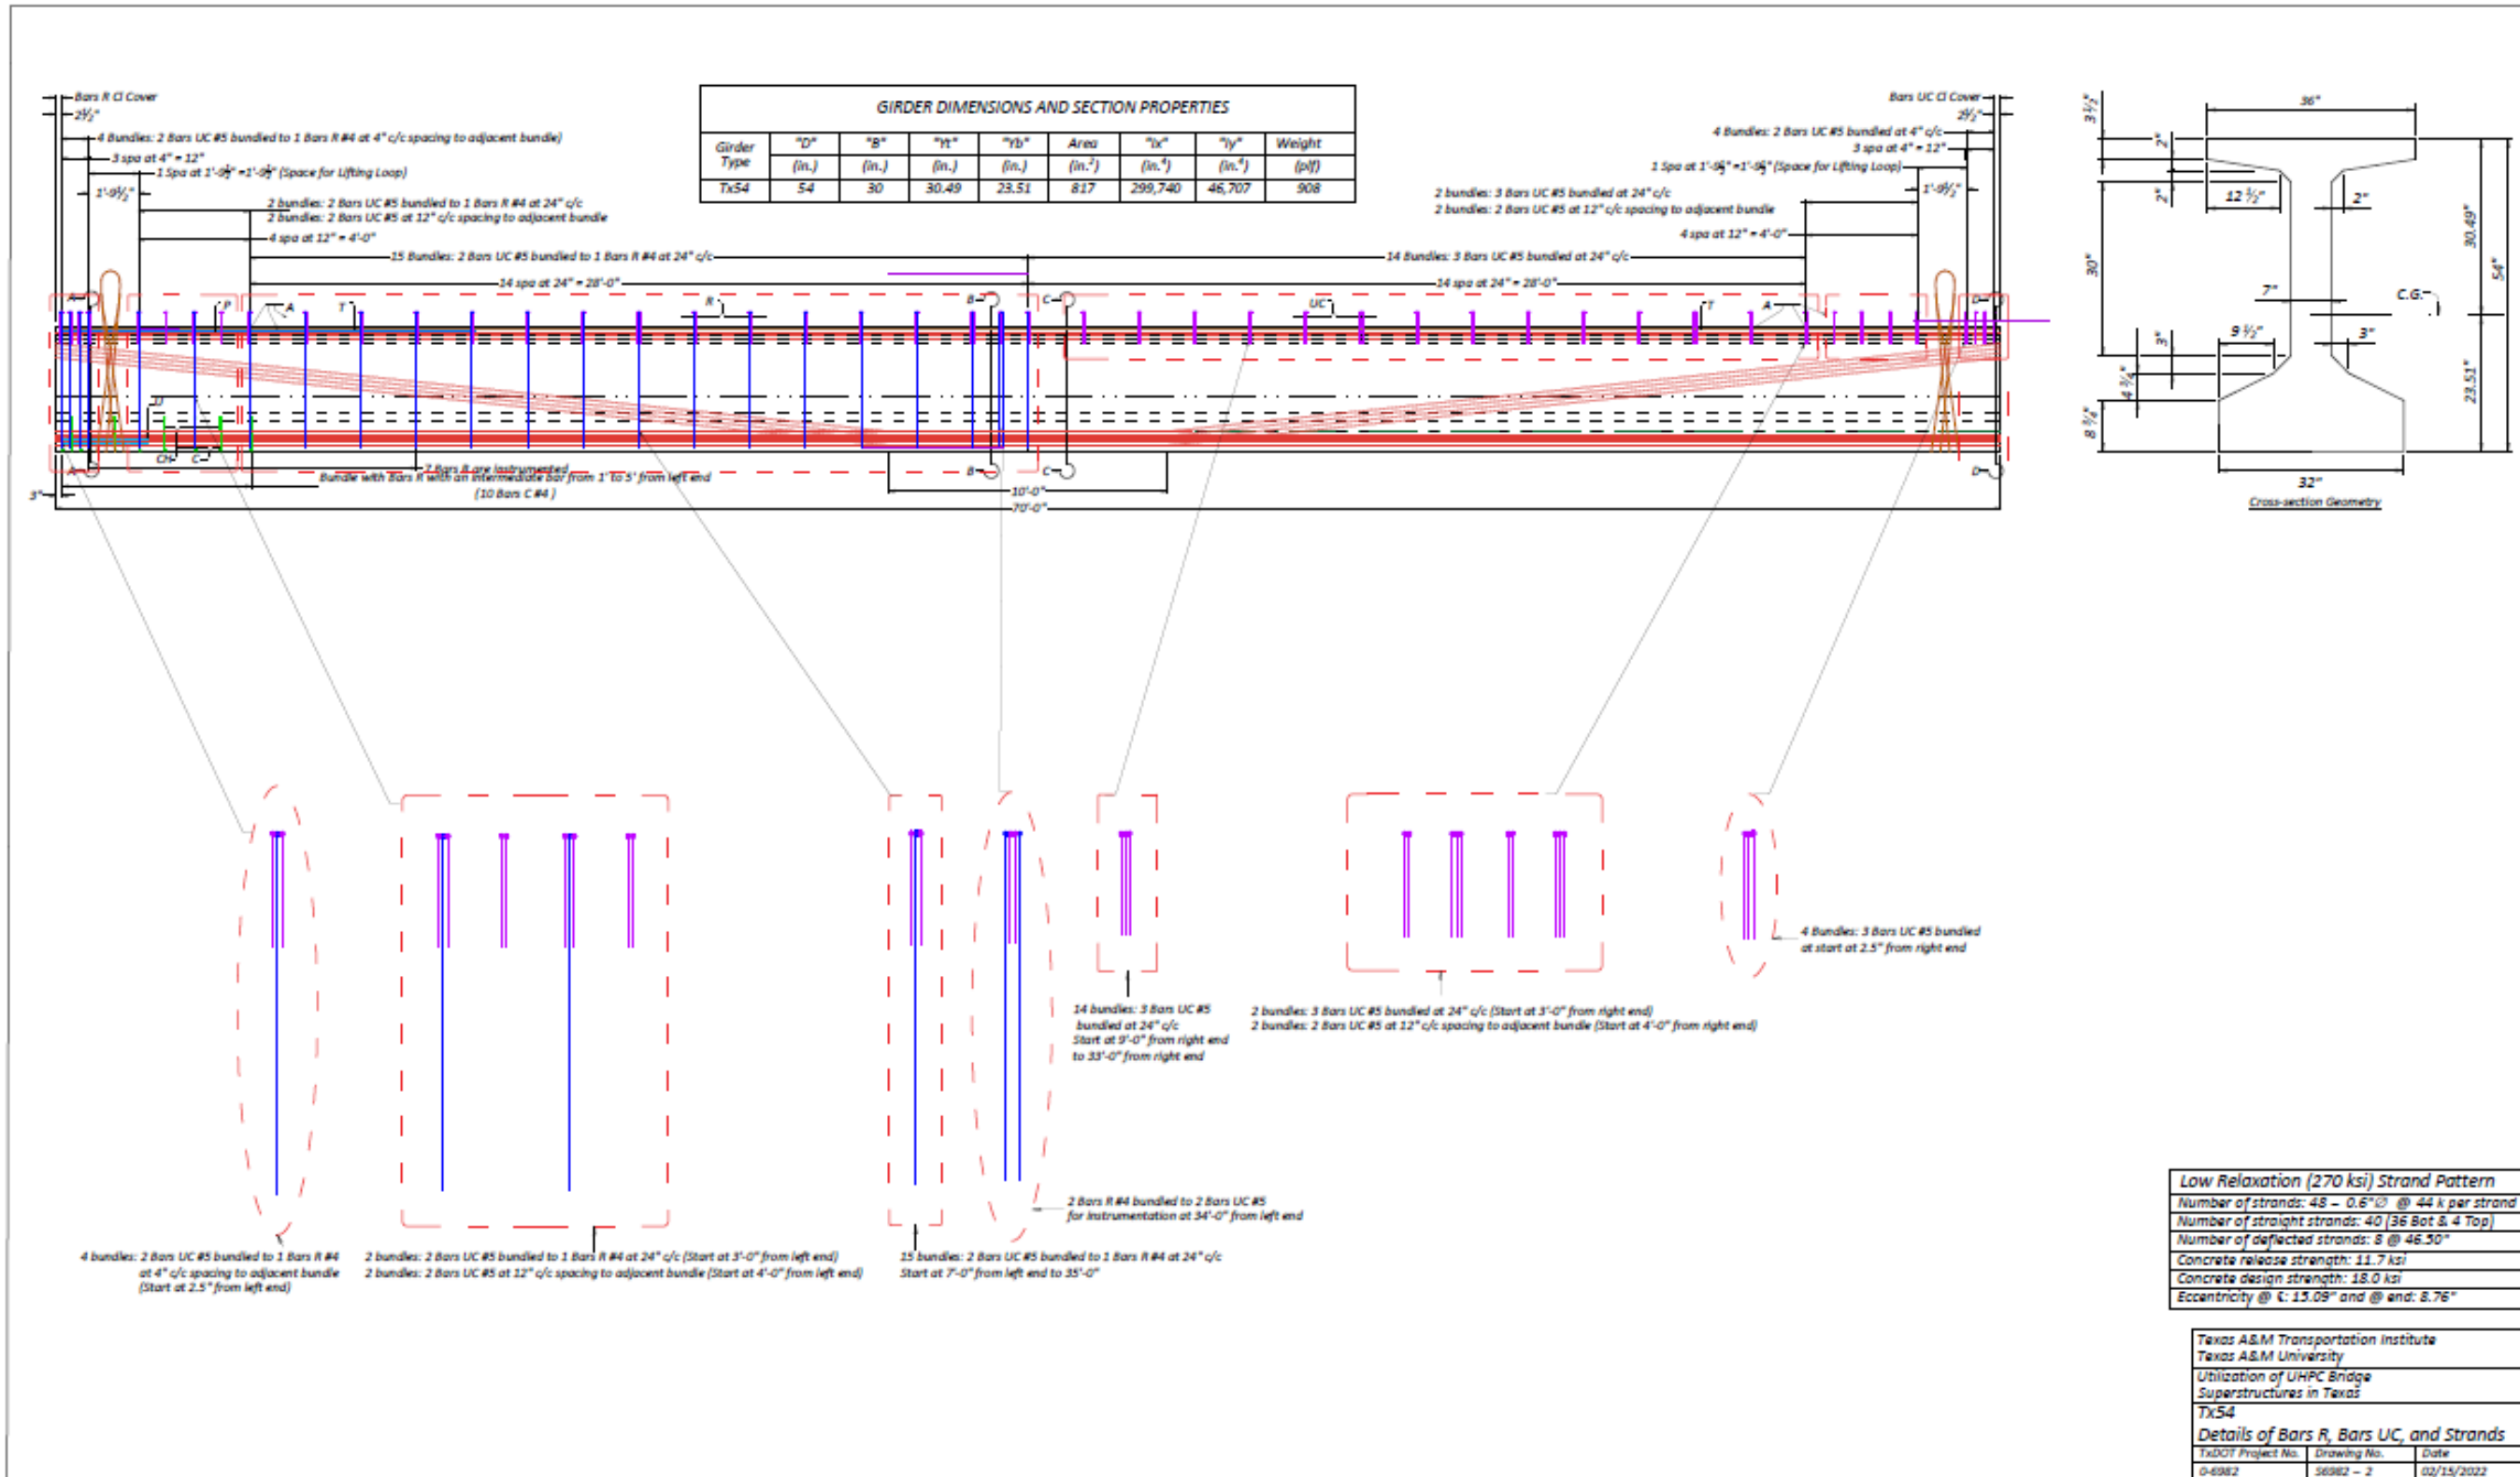 Bars R Cl Cover
2½"
4 Bundles: 2 Bars UC #5 bundled to 1 Bars R #4 at 4" c/c spacing to adjacent bundle)
3 spa at 4" = 12"
1 Spa at 1'-9½" =1'-9½" (Space for Lifting Loop)
1'-9½"
2 bundles: 2 Bars UC #5 bundled to 1 Bars R #4 at 24" c/c
2 bundles: 2 Bars UC #5 at 12" c/c spacing to adjacent bundle
4 spa at 12" = 4'-0"
15 Bundles: 2 Bars UC #5 bundled to 1 Bars R #4 at 24" c/c
14 spa at 24" = 28'-0"
GIRDER DIMENSIONS AND SECTION PROPERTIES
Girder Type "D" "B" "Yt" "Yb" Area "Ix" "Iy" Weight
(in.) (in.) (in.) (in.) (in.²) (in.⁴) (in.⁴) (plf)
Tx54 54 30 30.49 23.51 817 299,740 46,707 908
Bars UC Cl Cover
2½"
4 Bundles: 2 Bars UC #5 bundled at 4" c/c
3 spa at 4" = 12"
1 Spa at 1'-9½" =1'-9½" (Space for Lifting Loop)
1'-9½"
2 bundles: 3 Bars UC #5 bundled at 24" c/c
2 bundles: 2 Bars UC #5 at 12" c/c spacing to adjacent bundle
4 spa at 12" = 4'-0"
14 Bundles: 3 Bars UC #5 bundled at 24" c/c
14 spa at 24" = 28'-0"
A P A T R B C UC T A D
U
A CH C B C D
7 Bars R are instrumented
Bundle with Bars R with an intermediate bar from 1' to 5' from left end
(10 Bars C #4 )
3"
10'-0"
70'-0"
36"
3 ½"
2"
2"
12 ½"
2"
30"
30.49"
54"
7"
C.G.
9 ½"
3"
3"
4 ¾"
8 ¾"
23.51"
32"
Cross-section Geometry
4 Bundles: 3 Bars UC #5 bundled
at start at 2.5" from right end
14 bundles: 3 Bars UC #5
bundled at 24" c/c
Start at 9'-0" from right end
to 33'-0" from right end
2 bundles: 3 Bars UC #5 bundled at 24" c/c (Start at 3'-0" from right end)
2 bundles: 2 Bars UC #5 at 12" c/c spacing to adjacent bundle (Start at 4'-0" from right end)
2 Bars R #4 bundled to 2 Bars UC #5
for instrumentation at 34'-0" from left end
4 bundles: 2 Bars UC #5 bundled to 1 Bars R #4
at 4" c/c spacing to adjacent bundle
(Start at 2.5" from left end)
2 bundles: 2 Bars UC #5 bundled to 1 Bars R #4 at 24" c/c (Start at 3'-0" from left end)
2 bundles: 2 Bars UC #5 at 12" c/c spacing to adjacent bundle (Start at 4'-0" from left end)
15 bundles: 2 Bars UC #5 bundled to 1 Bars R #4 at 24" c/c
Start at 7'-0" from left end to 35'-0"
Low Relaxation (270 ksi) Strand Pattern
Number of strands: 48 – 0.6"∅ @ 44 k per strand
Number of straight strands: 40 (36 Bot & 4 Top)
Number of deflected strands: 8 @ 46.50"
Concrete release strength: 11.7 ksi
Concrete design strength: 18.0 ksi
Eccentricity @ ℄: 15.09" and @ end: 8.76"
Texas A&M Transportation Institute
Texas A&M University
Utilization of UHPC Bridge
Superstructures in Texas
Tx54
Details of Bars R, Bars UC, and Strands
TxDOT Project No. Drawing No. Date
0-6982 S6982 – 2 02/15/2022